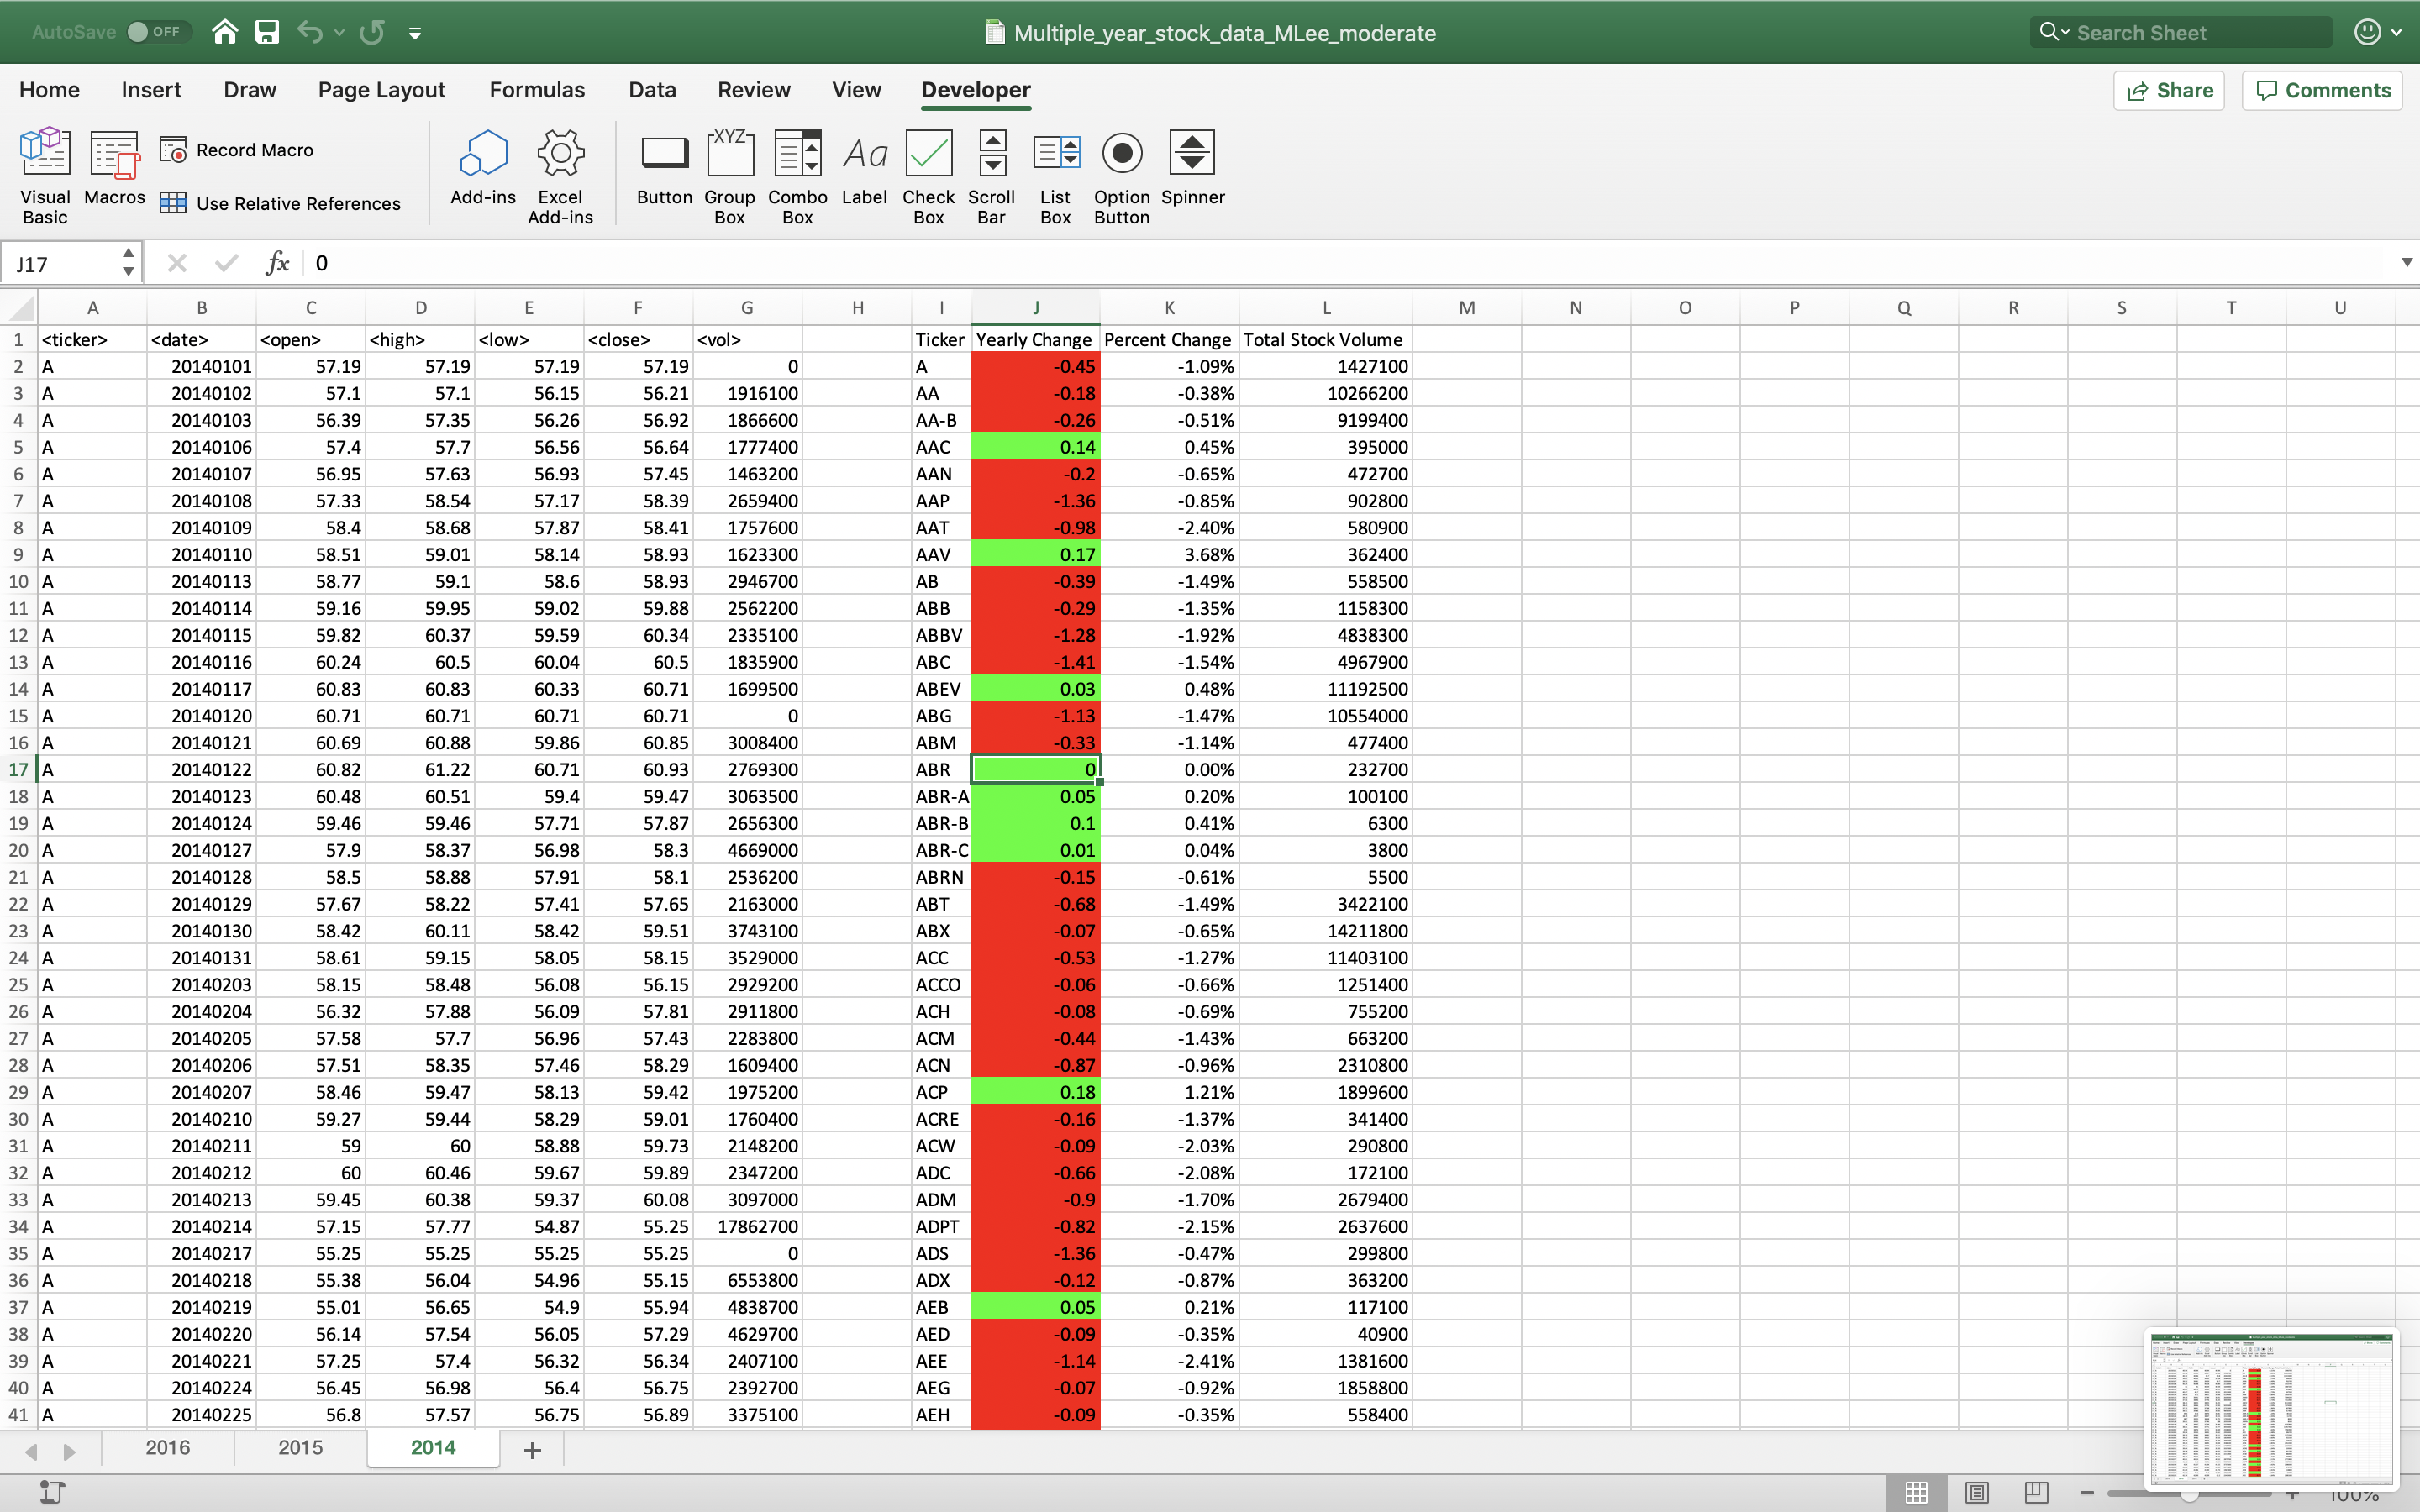 AutoSave OFF Multiple_year_stock_data_MLee_moderate Search Sheet
Home Insert Draw Page Layout Formulas Data Review View Developer Share Comments
Visual Basic Macros Record Macro Use Relative References Add-ins Excel Add-ins Button XYZ Group Box Combo Box Aa Label Check Box Scroll Bar List Box Option Button Spinner
J17 fx 0
A B C D E F G H I J K L M N O P Q R S T U
1 <ticker> <date> <open> <high> <low> <close> <vol> Ticker Yearly Change Percent Change Total Stock Volume
2 A 20140101 57.19 57.19 57.19 57.19 0 A -0.45 -1.09% 1427100
3 A 20140102 57.1 57.1 56.15 56.21 1916100 AA -0.18 -0.38% 10266200
4 A 20140103 56.39 57.35 56.26 56.92 1866600 AA-B -0.26 -0.51% 9199400
5 A 20140106 57.4 57.7 56.56 56.64 1777400 AAC 0.14 0.45% 395000
6 A 20140107 56.95 57.63 56.93 57.45 1463200 AAN -0.2 -0.65% 472700
7 A 20140108 57.33 58.54 57.17 58.39 2659400 AAP -1.36 -0.85% 902800
8 A 20140109 58.4 58.68 57.87 58.41 1757600 AAT -0.98 -2.40% 580900
9 A 20140110 58.51 59.01 58.14 58.93 1623300 AAV 0.17 3.68% 362400
10 A 20140113 58.77 59.1 58.6 58.93 2946700 AB -0.39 -1.49% 558500
11 A 20140114 59.16 59.95 59.02 59.88 2562200 ABB -0.29 -1.35% 1158300
12 A 20140115 59.82 60.37 59.59 60.34 2335100 ABBV -1.28 -1.92% 4838300
13 A 20140116 60.24 60.5 60.04 60.5 1835900 ABC -1.41 -1.54% 4967900
14 A 20140117 60.83 60.83 60.33 60.71 1699500 ABEV 0.03 0.48% 11192500
15 A 20140120 60.71 60.71 60.71 60.71 0 ABG -1.13 -1.47% 10554000
16 A 20140121 60.69 60.88 59.86 60.85 3008400 ABM -0.33 -1.14% 477400
17 A 20140122 60.82 61.22 60.71 60.93 2769300 ABR 0 0.00% 232700
18 A 20140123 60.48 60.51 59.4 59.47 3063500 ABR-A 0.05 0.20% 100100
19 A 20140124 59.46 59.46 57.71 57.87 2656300 ABR-B 0.1 0.41% 6300
20 A 20140127 57.9 58.37 56.98 58.3 4669000 ABR-C 0.01 0.04% 3800
21 A 20140128 58.5 58.88 57.91 58.1 2536200 ABRN -0.15 -0.61% 5500
22 A 20140129 57.67 58.22 57.41 57.65 2163000 ABT -0.68 -1.49% 3422100
23 A 20140130 58.42 60.11 58.42 59.51 3743100 ABX -0.07 -0.65% 14211800
24 A 20140131 58.61 59.15 58.05 58.15 3529000 ACC -0.53 -1.27% 11403100
25 A 20140203 58.15 58.48 56.08 56.15 2929200 ACCO -0.06 -0.66% 1251400
26 A 20140204 56.32 57.88 56.09 57.81 2911800 ACH -0.08 -0.69% 755200
27 A 20140205 57.58 57.7 56.96 57.43 2283800 ACM -0.44 -1.43% 663200
28 A 20140206 57.51 58.35 57.46 58.29 1609400 ACN -0.87 -0.96% 2310800
29 A 20140207 58.46 59.47 58.13 59.42 1975200 ACP 0.18 1.21% 1899600
30 A 20140210 59.27 59.44 58.29 59.01 1760400 ACRE -0.16 -1.37% 341400
31 A 20140211 59 60 58.88 59.73 2148200 ACW -0.09 -2.03% 290800
32 A 20140212 60 60.46 59.67 59.89 2347200 ADC -0.66 -2.08% 172100
33 A 20140213 59.45 60.38 59.37 60.08 3097000 ADM -0.9 -1.70% 2679400
34 A 20140214 57.15 57.77 54.87 55.25 17862700 ADPT -0.82 -2.15% 2637600
35 A 20140217 55.25 55.25 55.25 55.25 0 ADS -1.36 -0.47% 299800
36 A 20140218 55.38 56.04 54.96 55.15 6553800 ADX -0.12 -0.87% 363200
37 A 20140219 55.01 56.65 54.9 55.94 4838700 AEB 0.05 0.21% 117100
38 A 20140220 56.14 57.54 56.05 57.29 4629700 AED -0.09 -0.35% 40900
39 A 20140221 57.25 57.4 56.32 56.34 2407100 AEE -1.14 -2.41% 1381600
40 A 20140224 56.45 56.98 56.4 56.75 2392700 AEG -0.07 -0.92% 1858800
41 A 20140225 56.8 57.57 56.75 56.89 3375100 AEH -0.09 -0.35% 558400
2016 2015 2014 +
100%